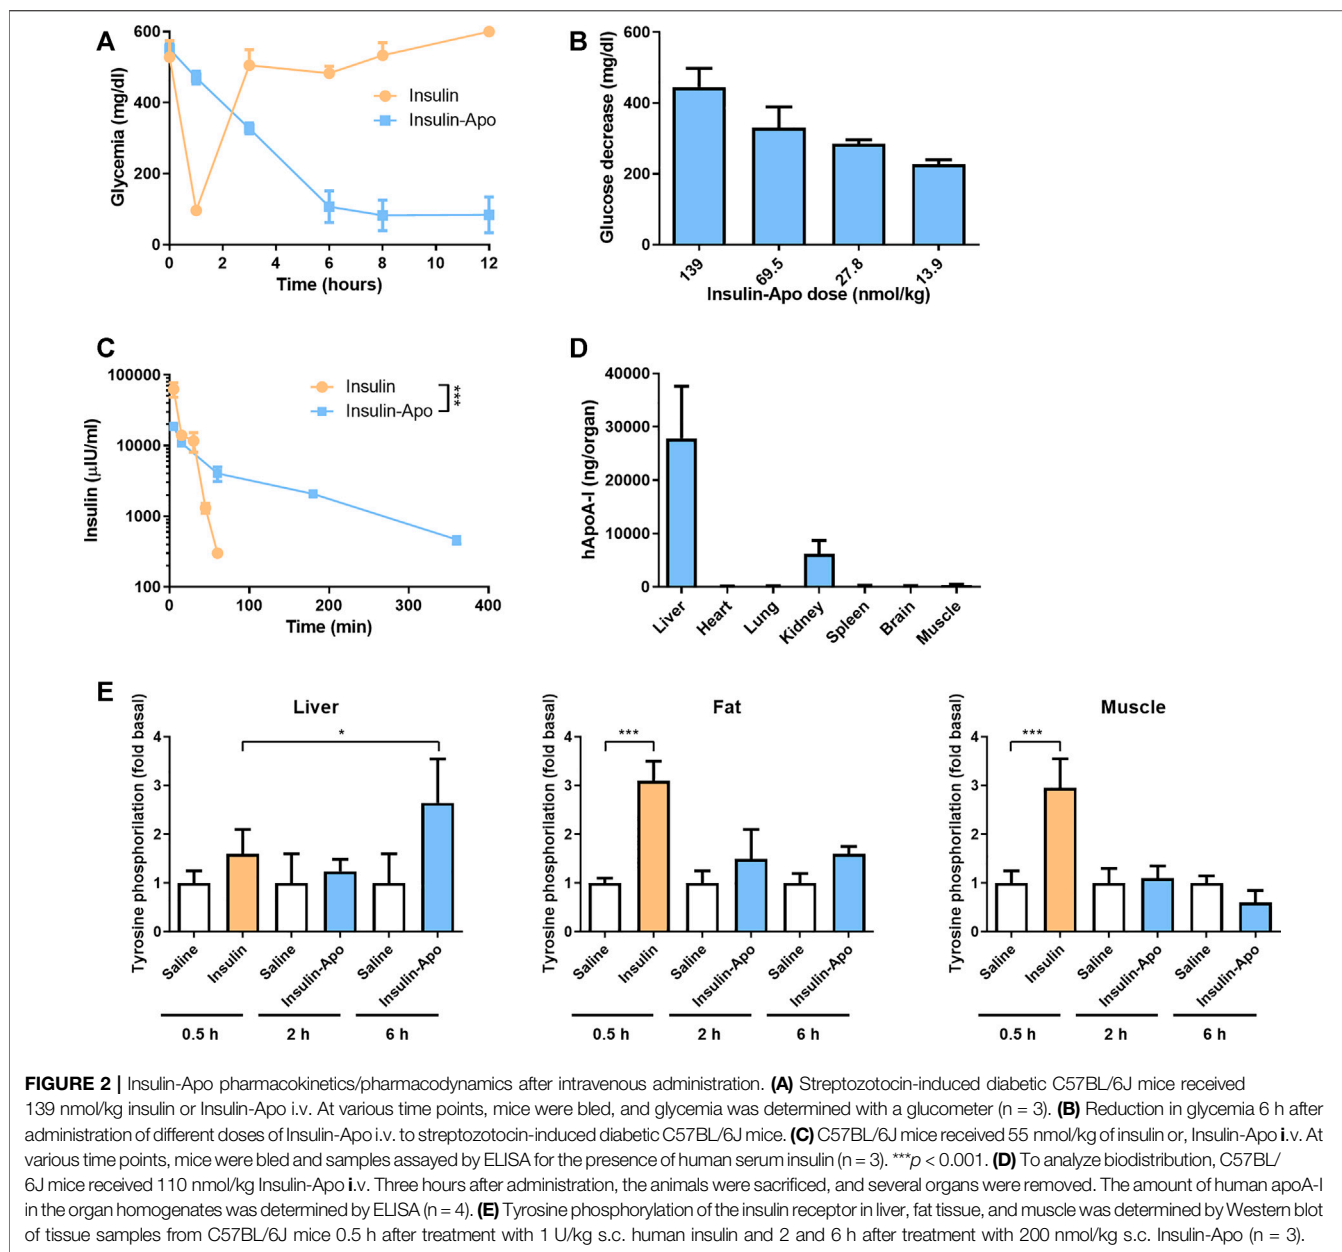 A
Glycemia (mg/dl)
600
400
200
0
0 2 4 6 8 10 12
Time (hours)
Insulin
Insulin-Apo
B
Glucose decrease (mg/dl)
600
400
200
0
139 69.5 27.8 13.9
Insulin-Apo dose (nmol/kg)
C
Insulin (µIU/ml)
100000
10000
1000
100
0 100 200 300 400
Time (min)
Insulin
Insulin-Apo
***
D
hApoA-I (ng/organ)
40000
30000
20000
10000
0
Liver Heart Lung Kidney Spleen Brain Muscle
E
Liver
Tyrosine phosphorilation (fold basal)
4
3
2
1
0
*
Saline Insulin Saline Insulin-Apo Saline Insulin-Apo
0.5 h 2 h 6 h
Fat
Tyrosine phosphorilation (fold basal)
4
3
2
1
0
***
Saline Insulin Saline Insulin-Apo Saline Insulin-Apo
0.5 h 2 h 6 h
Muscle
Tyrosine phosphorilation (fold basal)
4
3
2
1
0
***
Saline Insulin Saline Insulin-Apo Saline Insulin-Apo
0.5 h 2 h 6 h
FIGURE 2 | Insulin-Apo pharmacokinetics/pharmacodynamics after intravenous administration. (A) Streptozotocin-induced diabetic C57BL/6J mice received
139 nmol/kg insulin or Insulin-Apo i.v. At various time points, mice were bled, and glycemia was determined with a glucometer (n = 3). (B) Reduction in glycemia 6 h after
administration of different doses of Insulin-Apo i.v. to streptozotocin-induced diabetic C57BL/6J mice. (C) C57BL/6J mice received 55 nmol/kg of insulin or, Insulin-Apo i.v. At
various time points, mice were bled and samples assayed by ELISA for the presence of human serum insulin (n = 3). ***p < 0.001. (D) To analyze biodistribution, C57BL/
6J mice received 110 nmol/kg Insulin-Apo i.v. Three hours after administration, the animals were sacrificed, and several organs were removed. The amount of human apoA-I
in the organ homogenates was determined by ELISA (n = 4). (E) Tyrosine phosphorylation of the insulin receptor in liver, fat tissue, and muscle was determined by Western blot
of tissue samples from C57BL/6J mice 0.5 h after treatment with 1 U/kg s.c. human insulin and 2 and 6 h after treatment with 200 nmol/kg s.c. Insulin-Apo (n = 3).